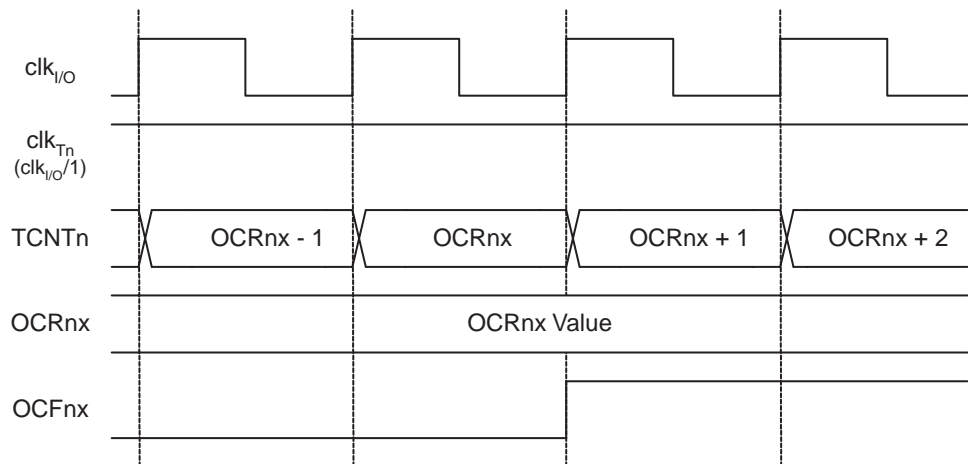 clkI/O
clkTn
(clkI/O/1)
TCNTn OCRnx - 1 OCRnx OCRnx + 1 OCRnx + 2
OCRnx OCRnx Value
OCFnx